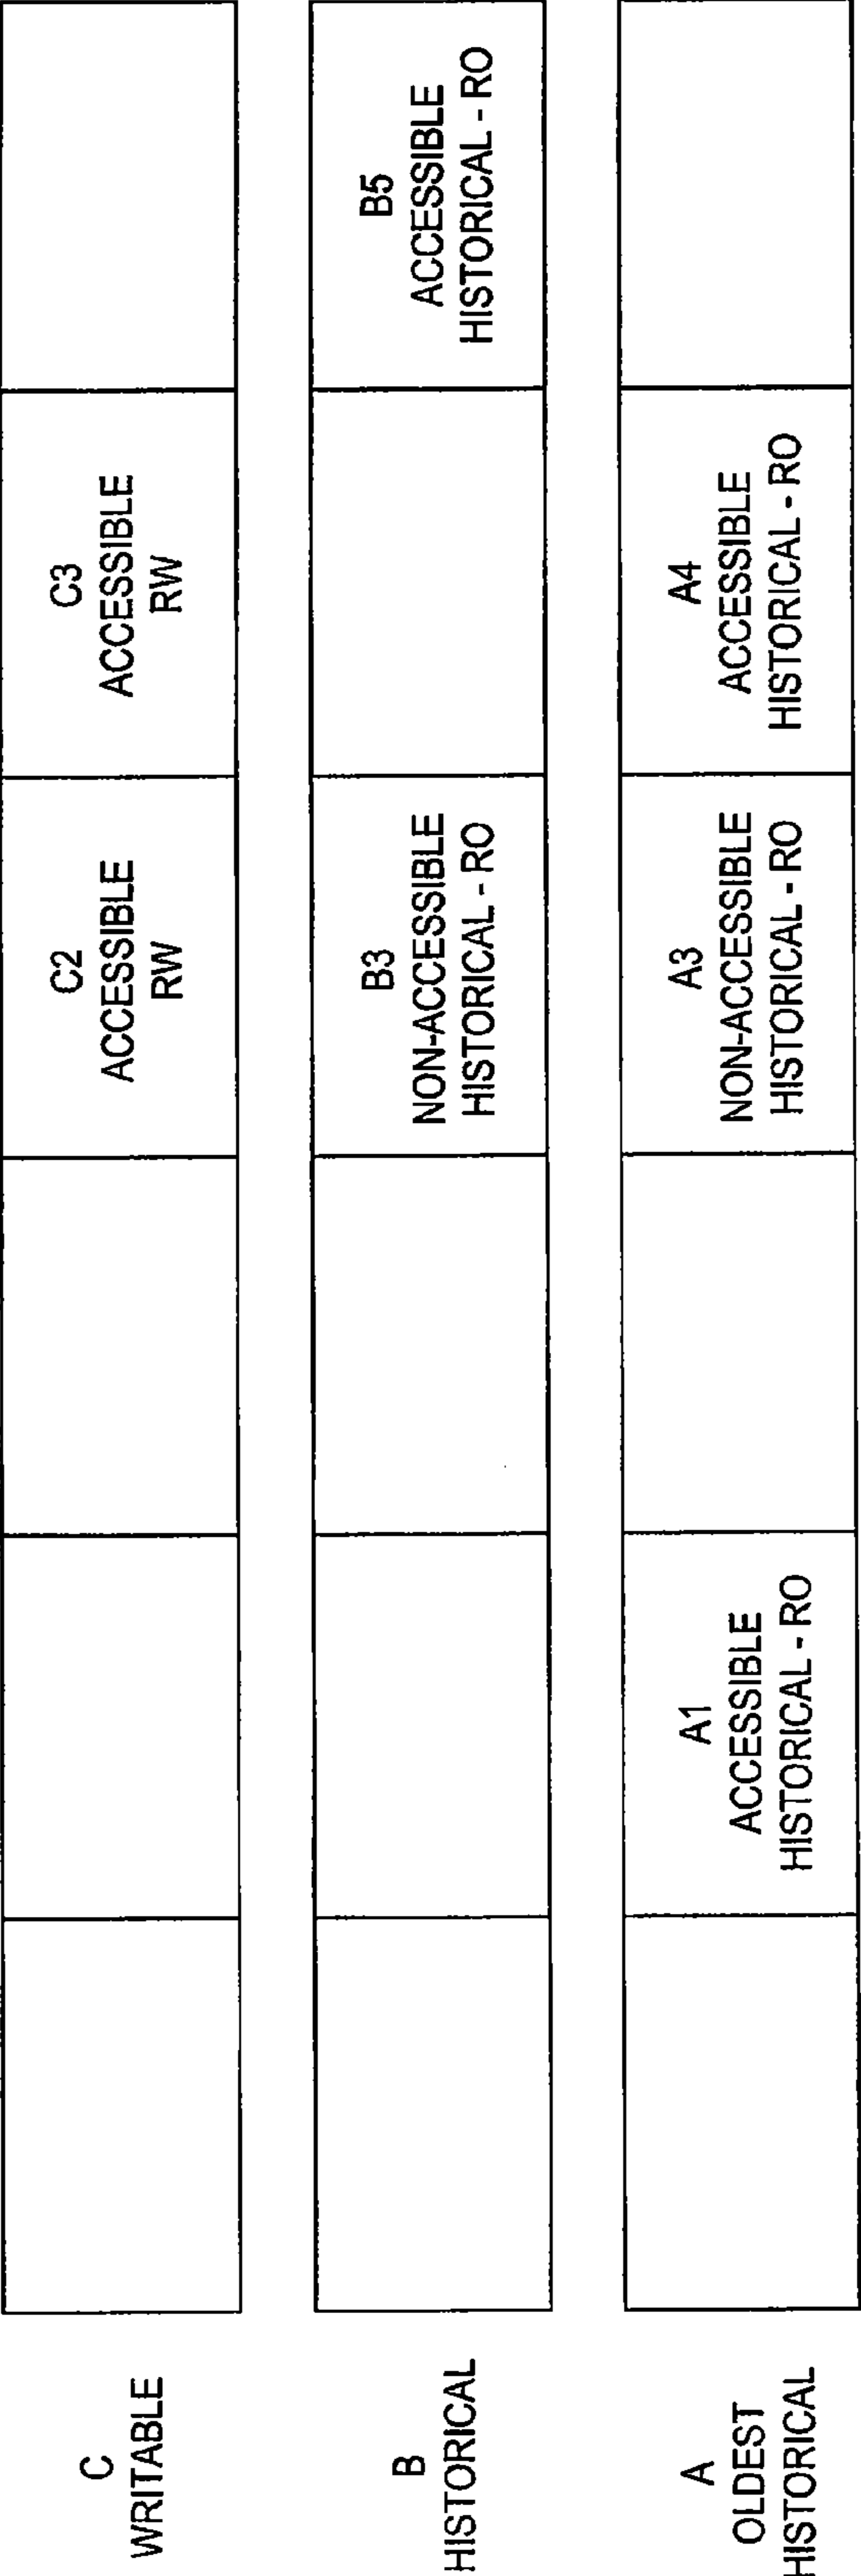 C
WRITABLE
C2
ACCESSIBLE
RW
C3
ACCESSIBLE
RW
B
HISTORICAL
B3
NON-ACCESSIBLE
HISTORICAL - RO
B5
ACCESSIBLE
HISTORICAL - RO
A
OLDEST
HISTORICAL
A1
ACCESSIBLE
HISTORICAL - RO
A3
NON-ACCESSIBLE
HISTORICAL - RO
A4
ACCESSIBLE
HISTORICAL - RO